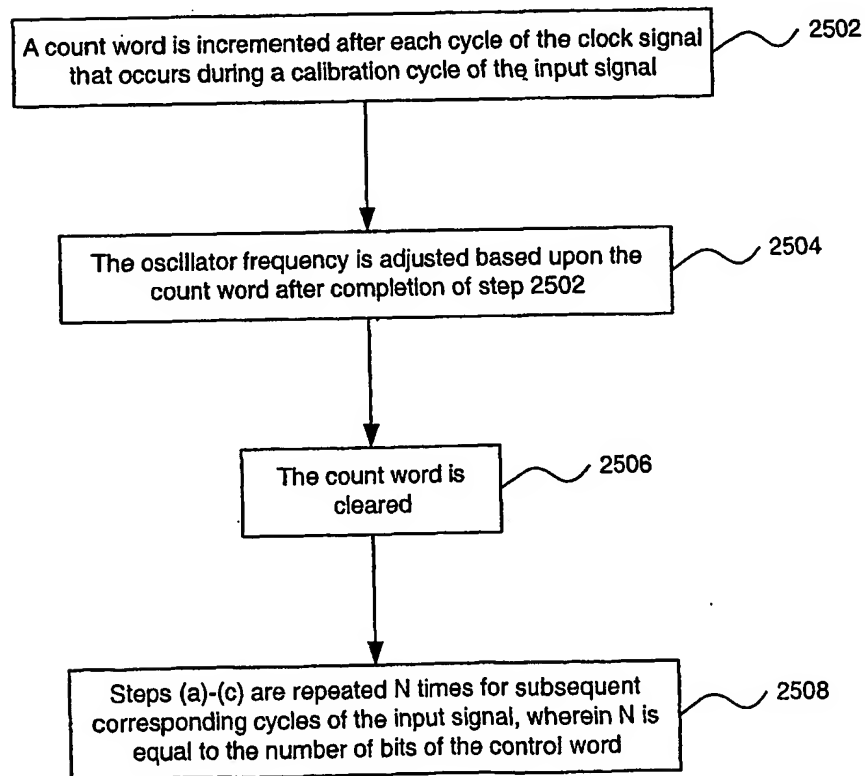 A count word is incremented after each cycle of the clock signal
that occurs during a calibration cycle of the input signal
2502
The oscillator frequency is adjusted based upon the
count word after completion of step 2502
2504
The count word is
cleared
2506
Steps (a)-(c) are repeated N times for subsequent
corresponding cycles of the input signal, wherein N is
equal to the number of bits of the control word
2508